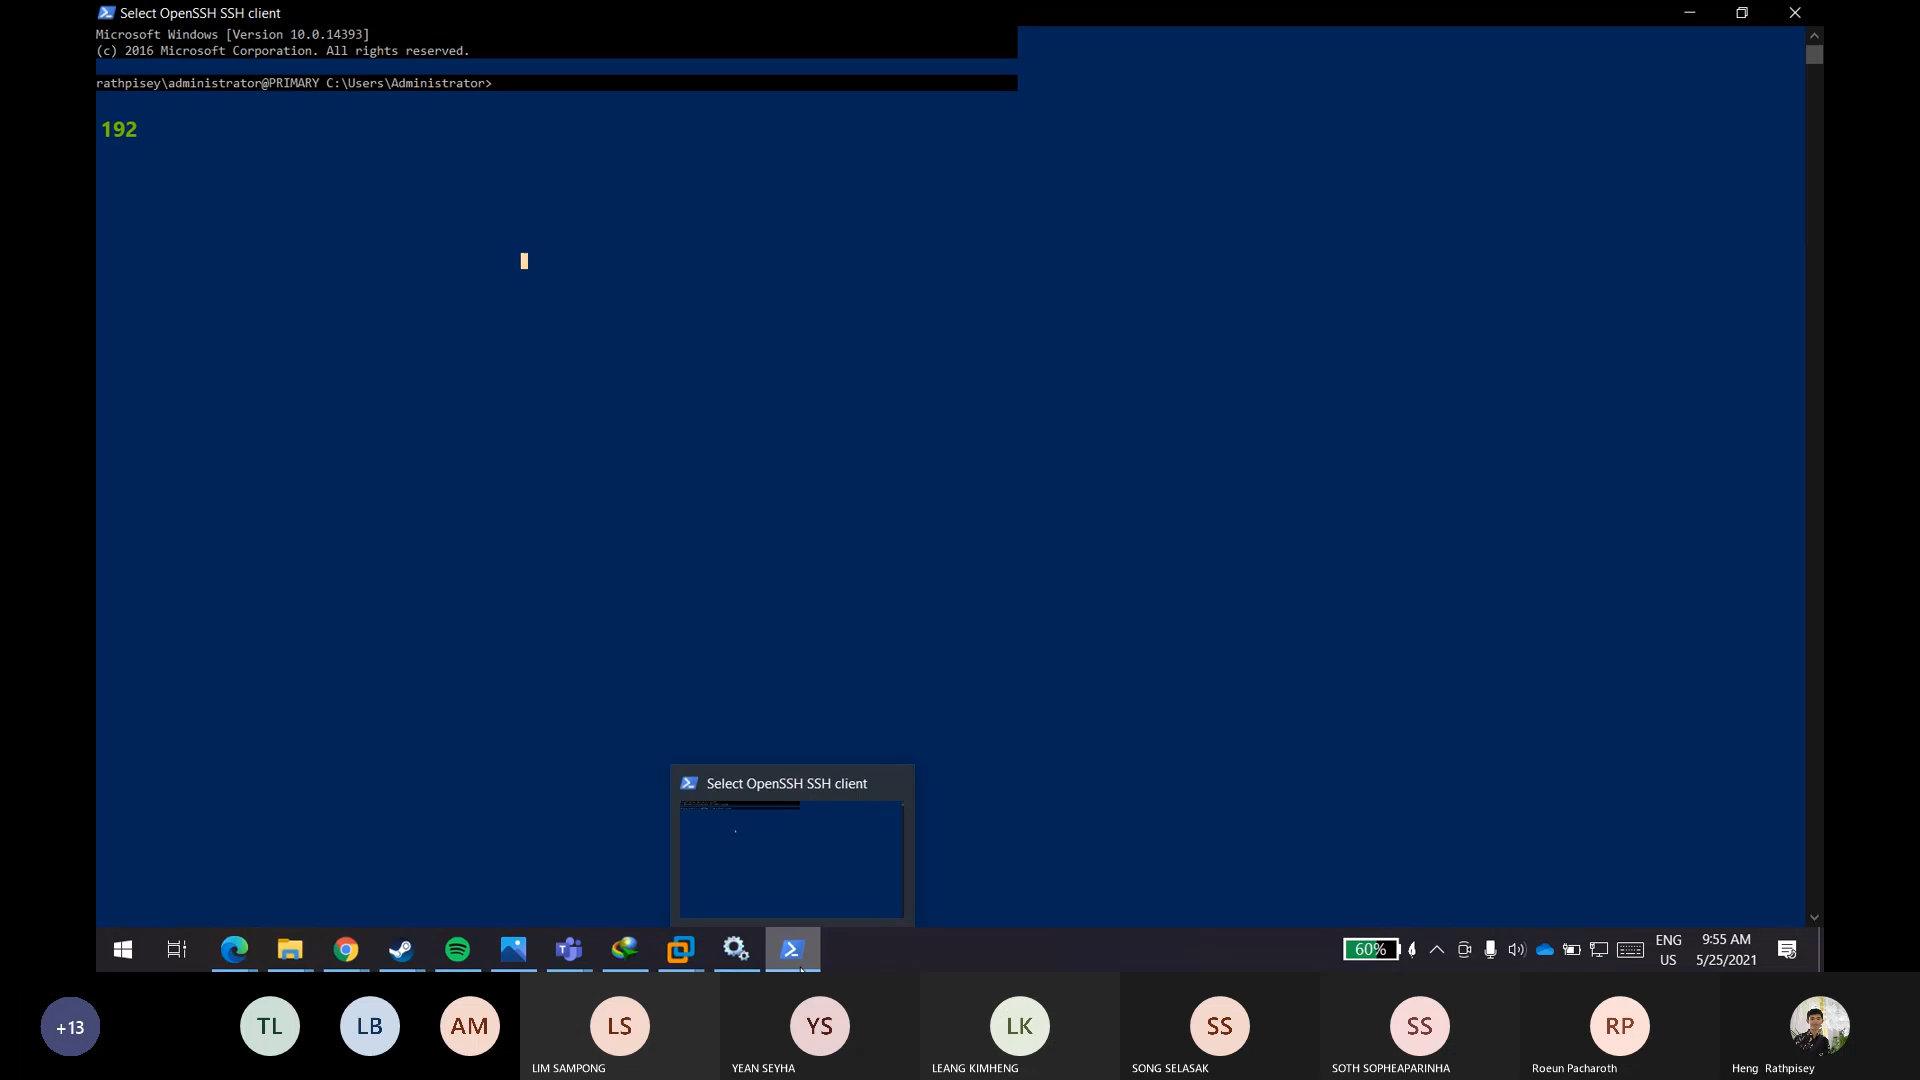 Select OpenSSH SSH client
Microsoft Windows [Version 10.0.14393]
(c) 2016 Microsoft Corporation. All rights reserved.
rathpisey\administrator@PRIMARY C:\Users\Administrator>
192
Select OpenSSH SSH client
60%
ENG
US
9:55 AM
5/25/2021
+13
TL
LB
AM
LS
LIM SAMPONG
YS
YEAN SEYHA
LK
LEANG KIMHENG
SS
SONG SELASAK
SS
SOTH SOPHEAPARINHA
RP
Roeun Pacharoth
Heng Rathpisey